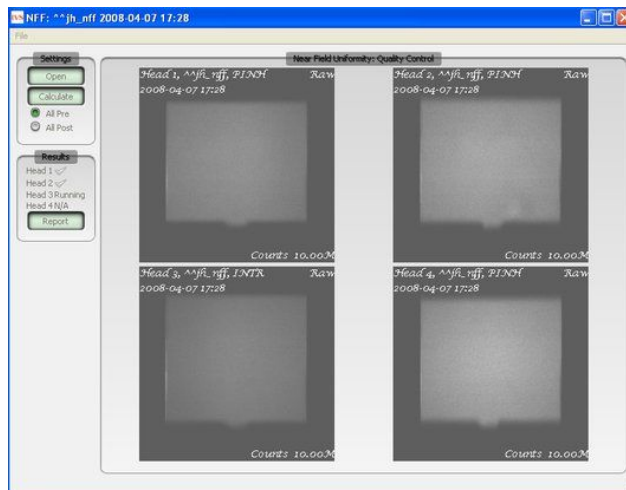 NFF: ^^jh_nff 2008-04-07 17:28
File
Settings
Open
Calculate
All Pre
All Post
Results
Head 1
Head 2
Head 3 Running
Head 4 N/A
Report
Near Field Uniformity: Quality Control
Head 1, ^^jh_nff, PINH Raw
2008-04-07 17:28
Counts 10.00M
Head 2, ^^jh_nff, PINH Raw
2008-04-07 17:28
Counts 10.00M
Head 3, ^^jh_nff, INTR Raw
2008-04-07 17:28
Counts 10.00M
Head 4, ^^jh_nff, PINH Raw
2008-04-07 17:28
Counts 10.00M